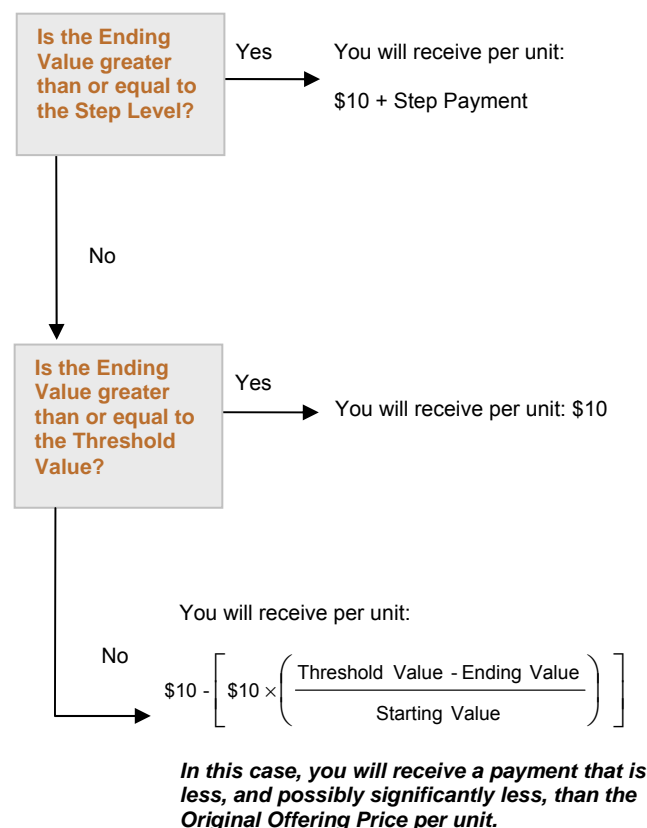 Is the Ending
Value greater
than or equal to
the Step Level?
Yes
You will receive per unit:
$10 + Step Payment
No
Is the Ending
Value greater
than or equal to
the Threshold
Value?
Yes
You will receive per unit: $10
No
You will receive per unit:
$10 - [ $10 × ( Threshold Value - Ending Value / Starting Value ) ]
In this case, you will receive a payment that is
less, and possibly significantly less, than the
Original Offering Price per unit.